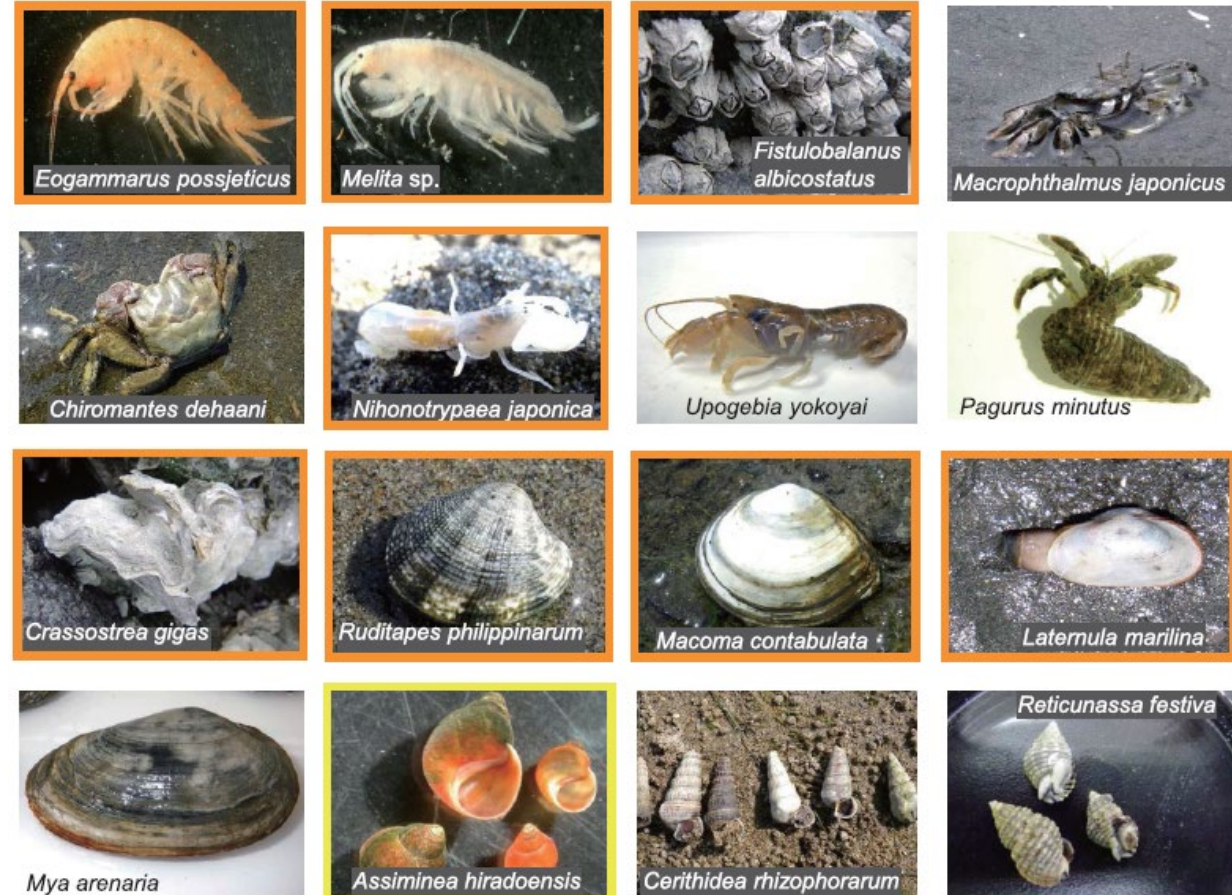 Eogammarus possjeticus
Melita sp.
Fistulobalanus
albicostatus
Macrophthalmus japonicus
Chiromantes dehaani
Nihonotrypaea japonica
Upogebia yokoyai
Pagurus minutus
Crassostrea gigas
Ruditapes philippinarum
Macoma contabulata
Laternula marilina
Mya arenaria
Assiminea hiradoensis
Cerithidea rhizophorarum
Reticunassa festiva